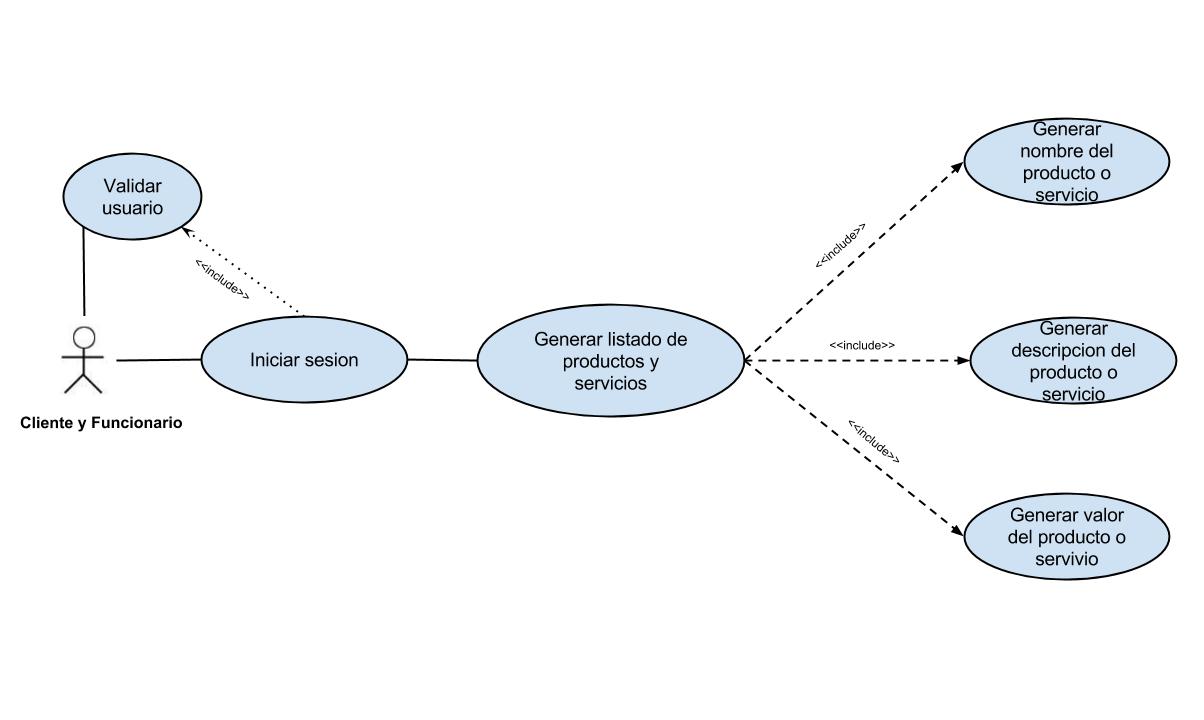 Generar
nombre del
producto o
servicio
Validar
usuario
<<include>>
<<include>>
Iniciar sesion
Generar listado de
productos y
servicios
<<include>>
Generar
descripcion del
producto o
servicio
Cliente y Funcionario
<<include>>
Generar valor
del producto o
servivio